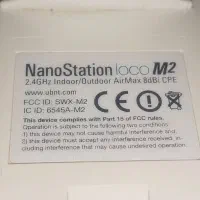 NanoStation loco M2
2.4GHz Indoor/Outdoor AirMax 8dBi CPE
www.ubnt.com
FCC ID: SWX-M2
IC ID: 6545A-M2
CE
This device complies with Part 15 of FCC rules.
Operation is subject to the following two conditions:
1) this device may cause harmful interference and,
2) this device must accept any interference received,
including interference that may cause undesired
operation.